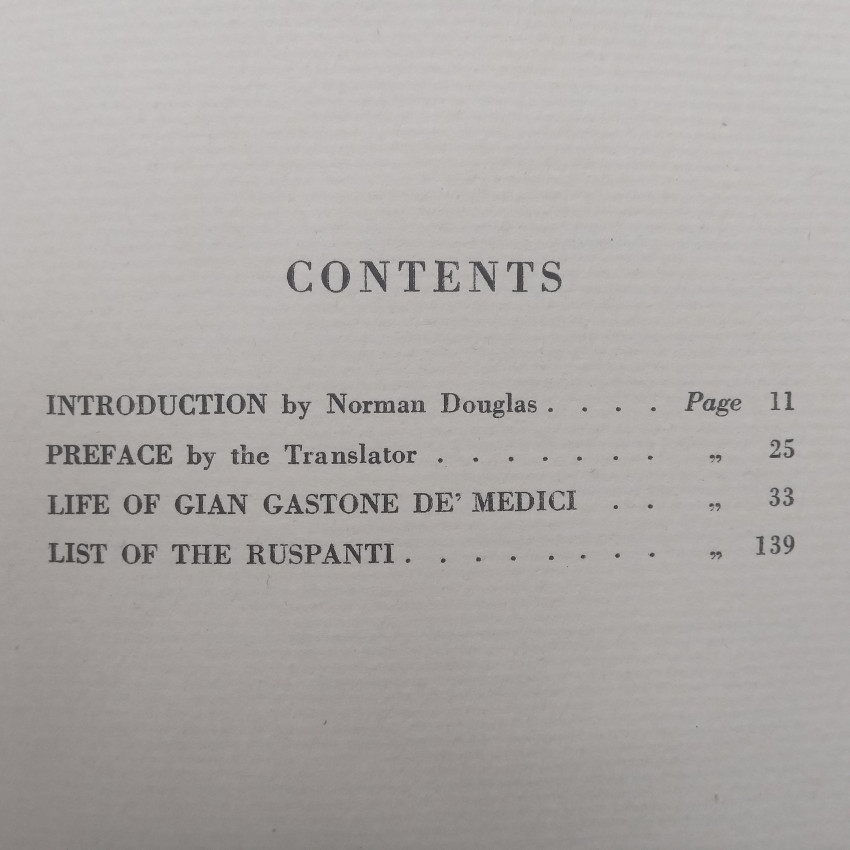 CONTENTS
INTRODUCTION by Norman Douglas . . . . Page 11
PREFACE by the Translator . . . . . . . „ 25
LIFE OF GIAN GASTONE DE’ MEDICI . . „ 33
LIST OF THE RUSPANTI . . . . . . . . „ 139